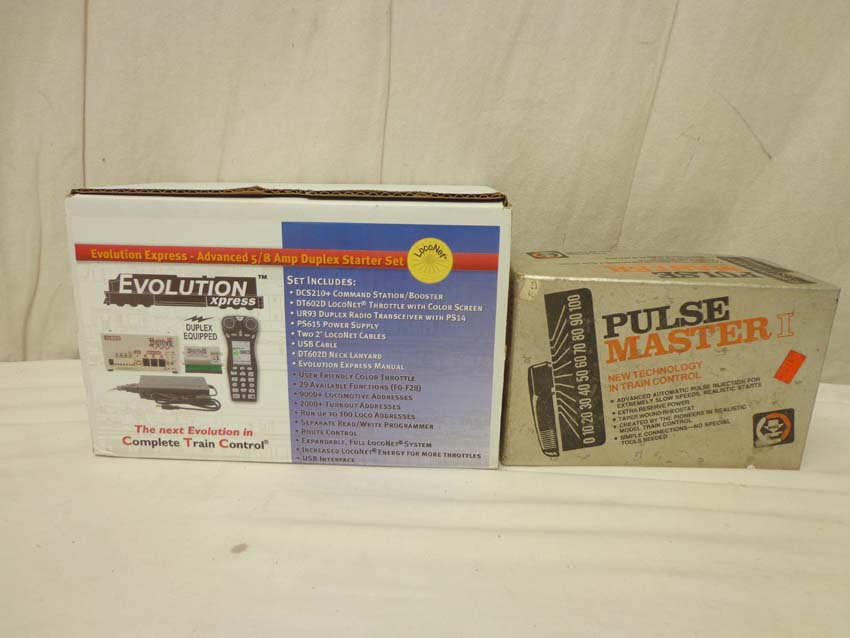 Evolution Express - Advanced 5/8 Amp Duplex Starter Set
LocoNet®
EVOLUTION™
xpress
DUPLEX
EQUIPPED
The next Evolution in
Complete Train Control®
SET INCLUDES:
• DCS210+ COMMAND STATION/BOOSTER
• DT602D LOCONET® THROTTLE WITH COLOR SCREEN
• UR93 DUPLEX RADIO TRANSCEIVER WITH PS14
• PS615 POWER SUPPLY
• TWO 2' LOCONET CABLES
• USB CABLE
• DT602D NECK LANYARD
• EVOLUTION EXPRESS MANUAL
• USER FRIENDLY COLOR THROTTLE
• 29 AVAILABLE FUNCTIONS (F0-F28)
• 9000+ LOCOMOTIVE ADDRESSES
• 2000+ TURNOUT ADDRESSES
• RUN UP TO 100 LOCO ADDRESSES
• SEPARATE READ/WRITE PROGRAMMER
• ROUTE CONTROL
• EXPANDABLE, FULL LOCONET® SYSTEM
• INCREASED LOCONET® ENERGY FOR MORE THROTTLES
• USB INTERFACE
PULSE
MASTER
0 10 20 30 40 50 60 70 80 90 100
PULSE
MASTER I
NEW TECHNOLOGY
IN TRAIN CONTROL
• ADVANCED AUTOMATIC PULSE INJECTION FOR
EXTREMELY SLOW SPEEDS, REALISTIC STARTS
• EXTRA RESERVE POWER
• TAPER WOUND RHEOSTAT
• CREATED BY THE PIONEERS IN REALISTIC
MODEL TRAIN CONTROL
• SIMPLE CONNECTIONS—NO SPECIAL
TOOLS NEEDED